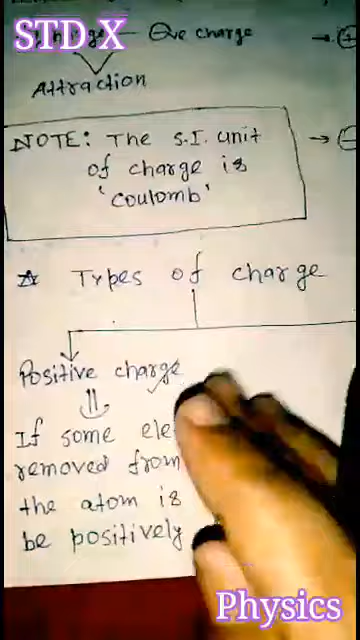 STD X
⊖ve charge →
Attraction
NOTE: The S.I. unit →
of charge is
'coulomb'
☆ Types of charge
Positive charge
If some ele
removed from
the atom is
be positively
Physics